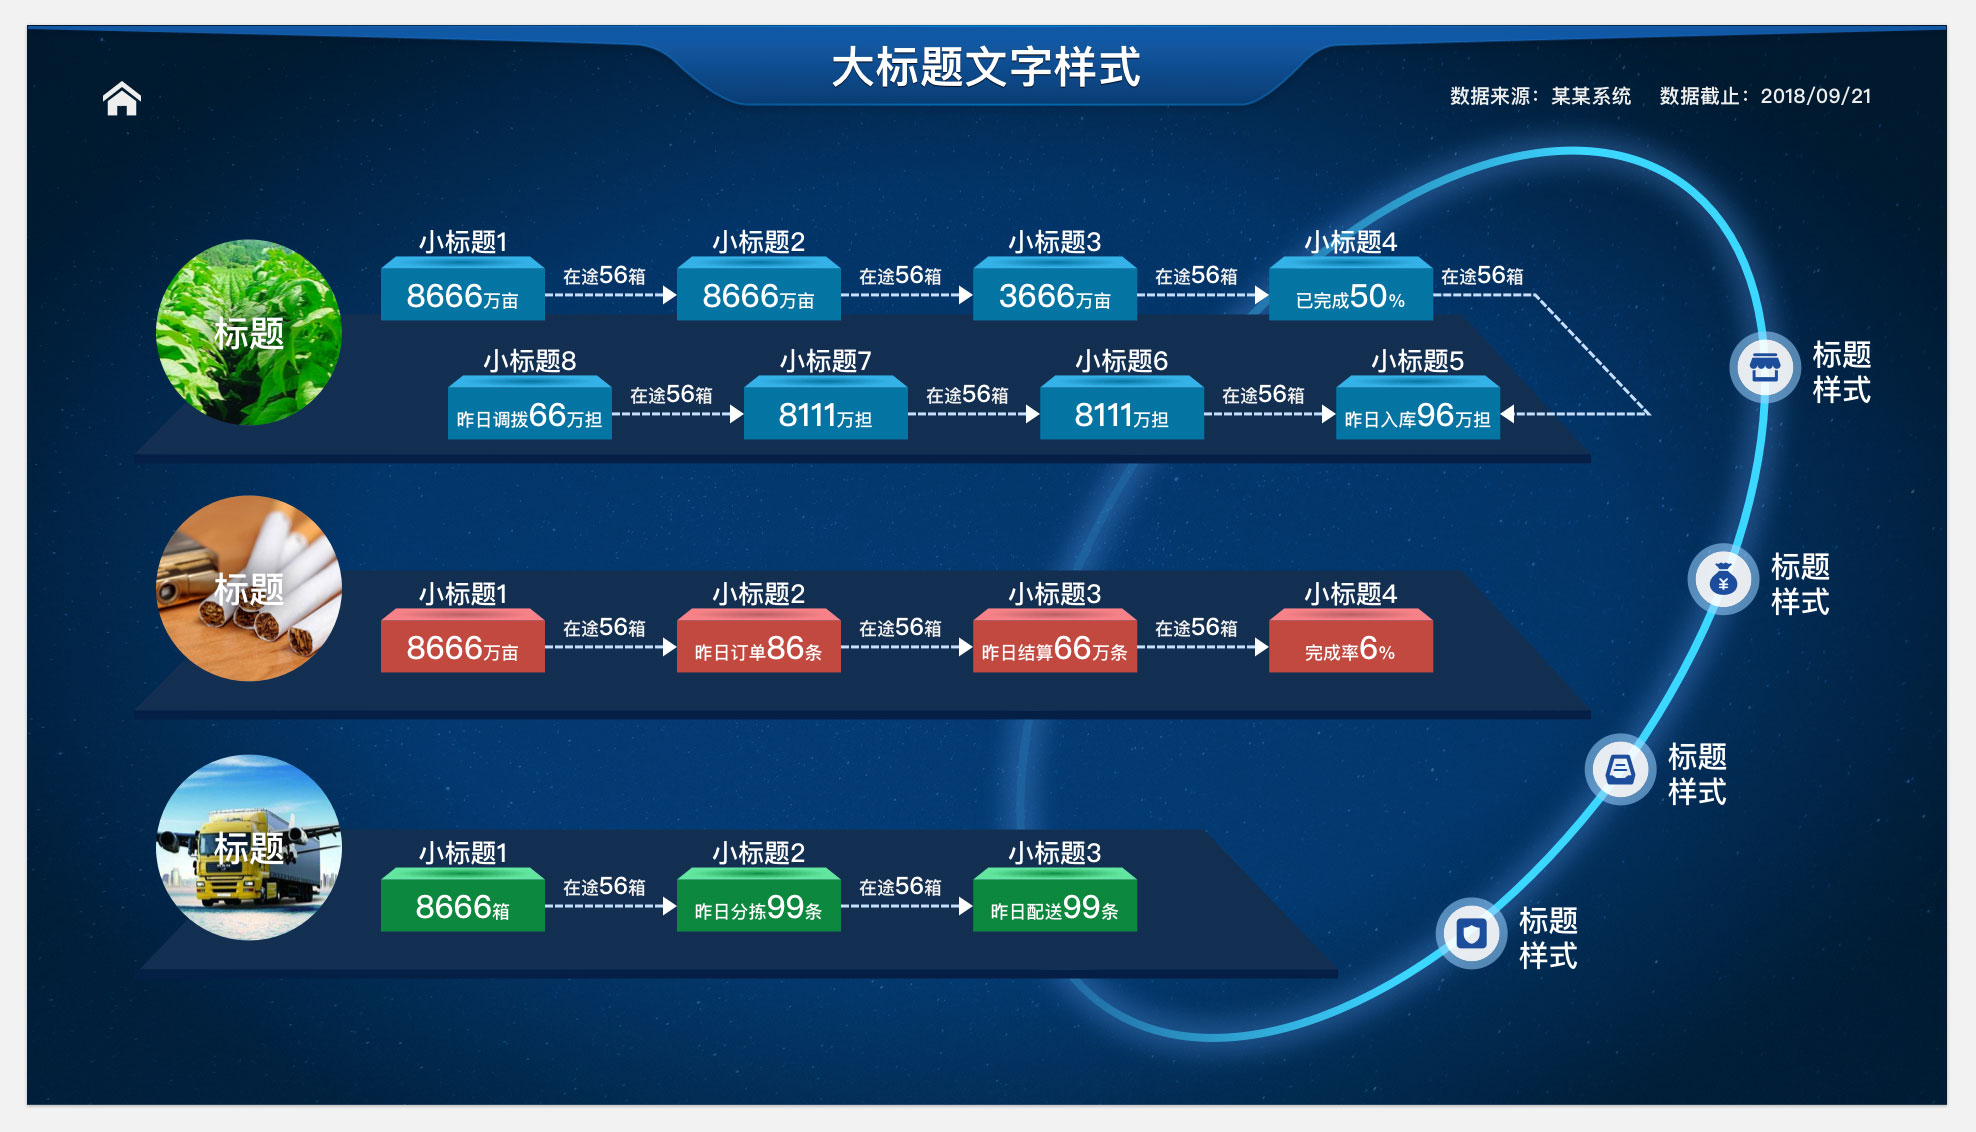 大标题文字样式
数据来源：某某系统 数据截止：2018/09/21
小标题1
小标题2
小标题3
小标题4
8666万亩
在途56箱
8666万亩
在途56箱
3666万亩
在途56箱
已完成50%
在途56箱
标题
小标题8
小标题7
小标题6
小标题5
昨日调拨66万担
在途56箱
8111万担
在途56箱
8111万担
在途56箱
昨日入库96万担
标题
样式
标题
小标题1
小标题2
小标题3
小标题4
8666万亩
在途56箱
昨日订单86条
在途56箱
昨日结算66万条
在途56箱
完成率6%
标题
样式
标题
样式
标题
小标题1
小标题2
小标题3
8666箱
在途56箱
昨日分拣99条
在途56箱
昨日配送99条
标题
样式